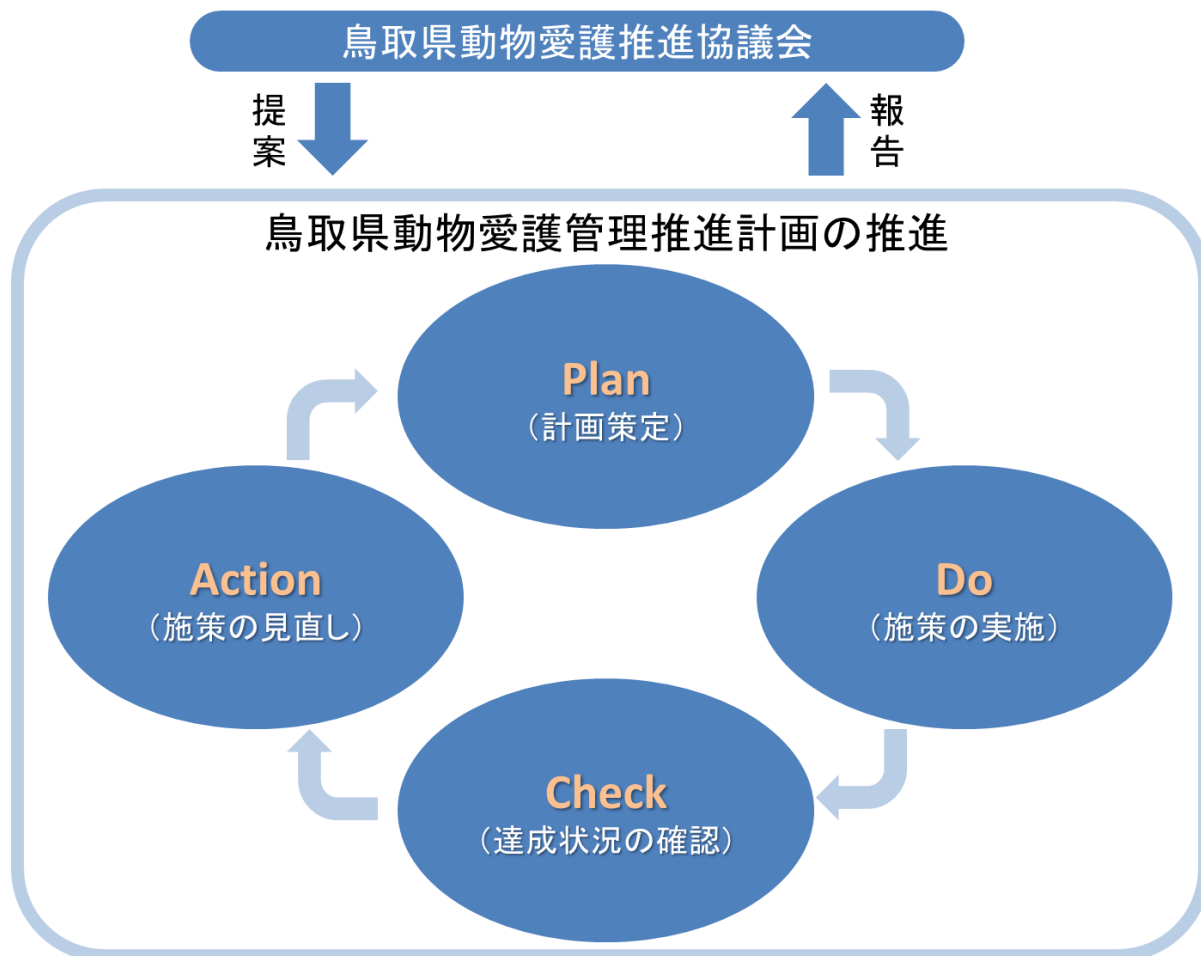 鳥取県動物愛護推進協議会
提案
報告
鳥取県動物愛護管理推進計画の推進
Plan
（計画策定）
Action
（施策の見直し）
Do
（施策の実施）
Check
（達成状況の確認）